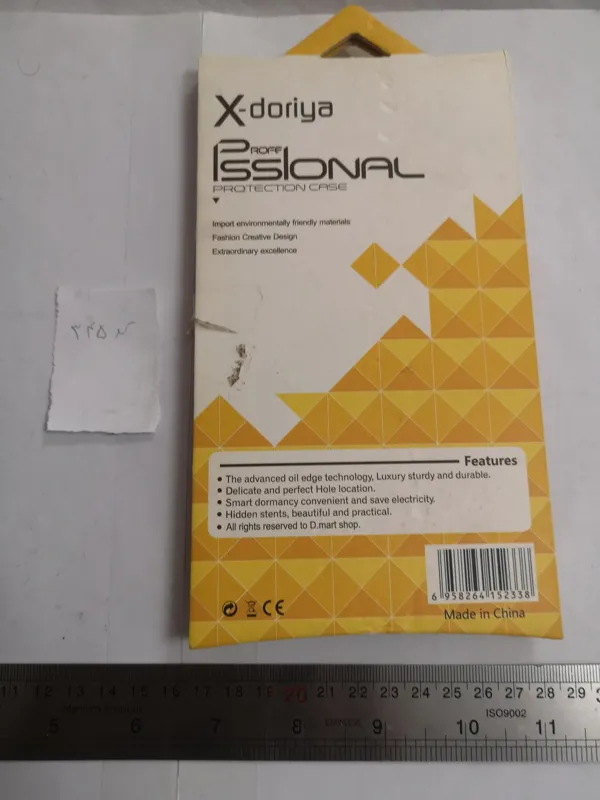 X-doriya
PROFE
SSIONAL
PROTECTION CASE
Import environmentally friendly materials
Fashion Creative Design
Extraordinary excellence
Features
• The advanced oil edge technology, Luxury sturdy and durable.
• Delicate and perfect Hole location.
• Smart dormancy convenient and save electricity.
• Hidden stents, beautiful and practical.
• All rights reserved to D.mart shop.
6 958264 152338
CE
Made in China
11 12 13 14 15 16 17 18 19 20 21 22 23 24 25 26 27 28 29
ISO9002
5 6 7 8 9 10 11